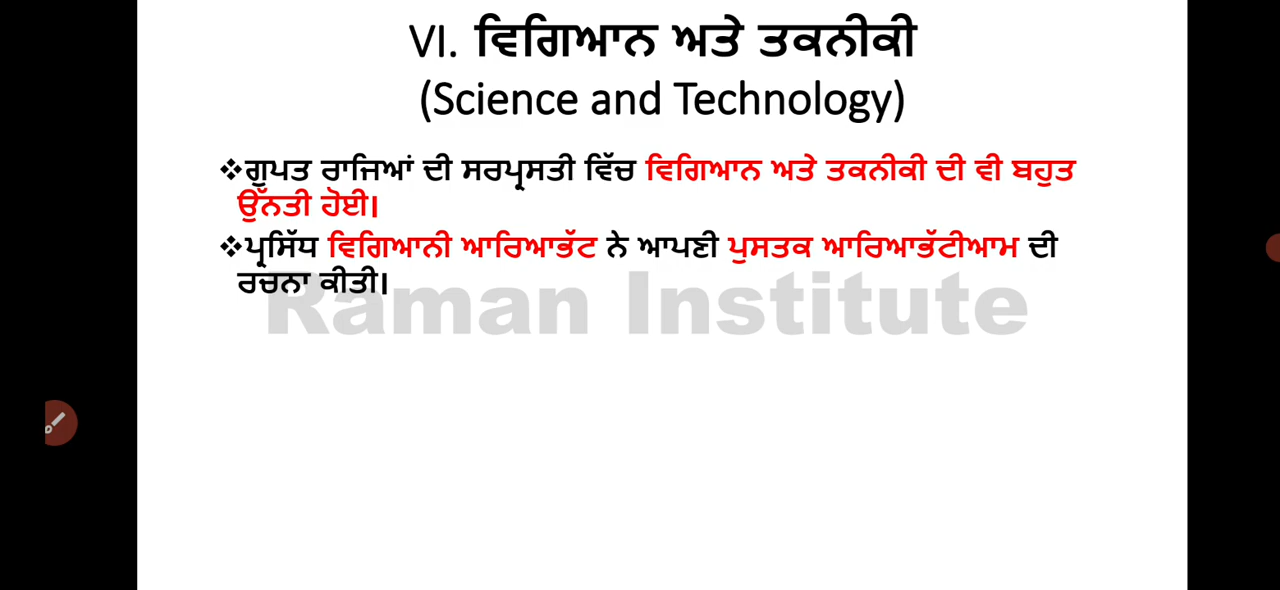 VI. ਵਿਗਿਆਨ ਅਤੇ ਤਕਨੀਕੀ
(Science and Technology)
❖ਗੁਪਤ ਰਾਜਿਆਂ ਦੀ ਸਰਪ੍ਰਸਤੀ ਵਿੱਚ ਵਿਗਿਆਨ ਅਤੇ ਤਕਨੀਕੀ ਦੀ ਵੀ ਬਹੁਤ
ਉੱਨਤੀ ਹੋਈ।
❖ਪ੍ਰਸਿੱਧ ਵਿਗਿਆਨੀ ਆਰਿਆਭੱਟ ਨੇ ਆਪਣੀ ਪੁਸਤਕ ਆਰਿਆਭੱਟੀਆਮ ਦੀ
ਰਚਨਾ ਕੀਤੀ।
Raman Institute